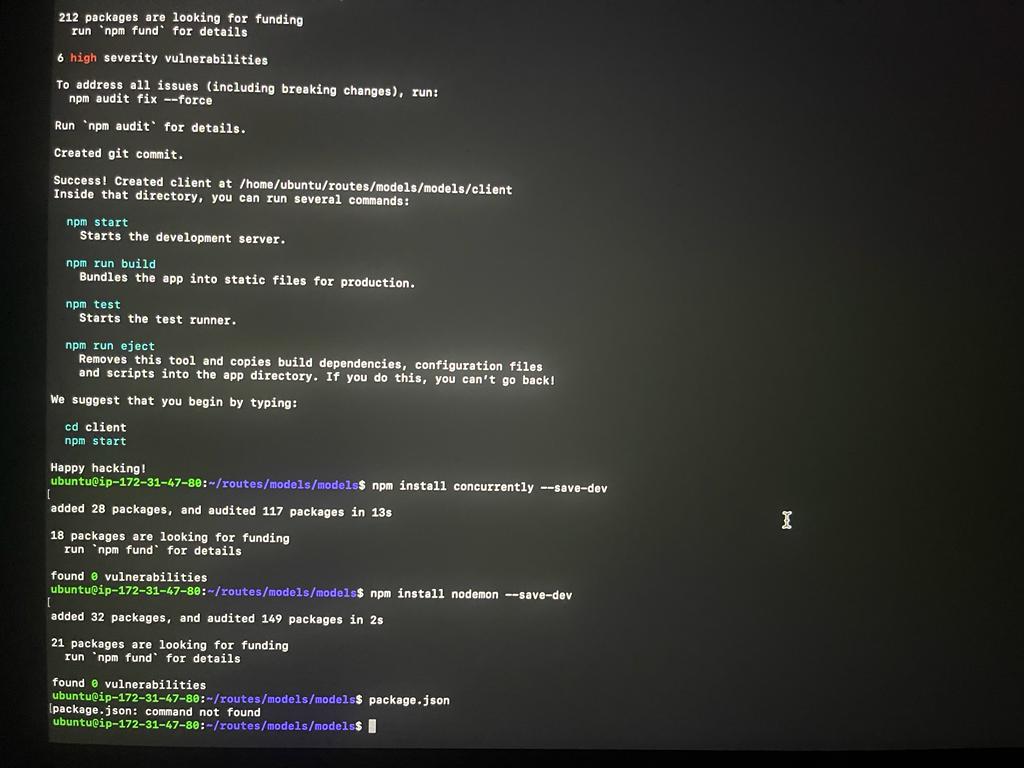 212 packages are looking for funding
run `npm fund` for details
6 high severity vulnerabilities
To address all issues (including breaking changes), run:
npm audit fix --force
Run `npm audit` for details.
Created git commit.
Success! Created client at /home/ubuntu/routes/models/models/client
Inside that directory, you can run several commands:
npm start
Starts the development server.
npm run build
Bundles the app into static files for production.
npm test
Starts the test runner.
npm run eject
Removes this tool and copies build dependencies, configuration files
and scripts into the app directory. If you do this, you can't go back!
We suggest that you begin by typing:
cd client
npm start
Happy hacking!
ubuntu@ip-172-31-47-80:~/routes/models/models$ npm install concurrently --save-dev
[
added 28 packages, and audited 117 packages in 13s
18 packages are looking for funding
run `npm fund` for details
found 0 vulnerabilities
ubuntu@ip-172-31-47-80:~/routes/models/models$ npm install nodemon --save-dev
[
added 32 packages, and audited 149 packages in 2s
21 packages are looking for funding
run `npm fund` for details
found 0 vulnerabilities
ubuntu@ip-172-31-47-80:~/routes/models/models$ package.json
[package.json: command not found
ubuntu@ip-172-31-47-80:~/routes/models/models$